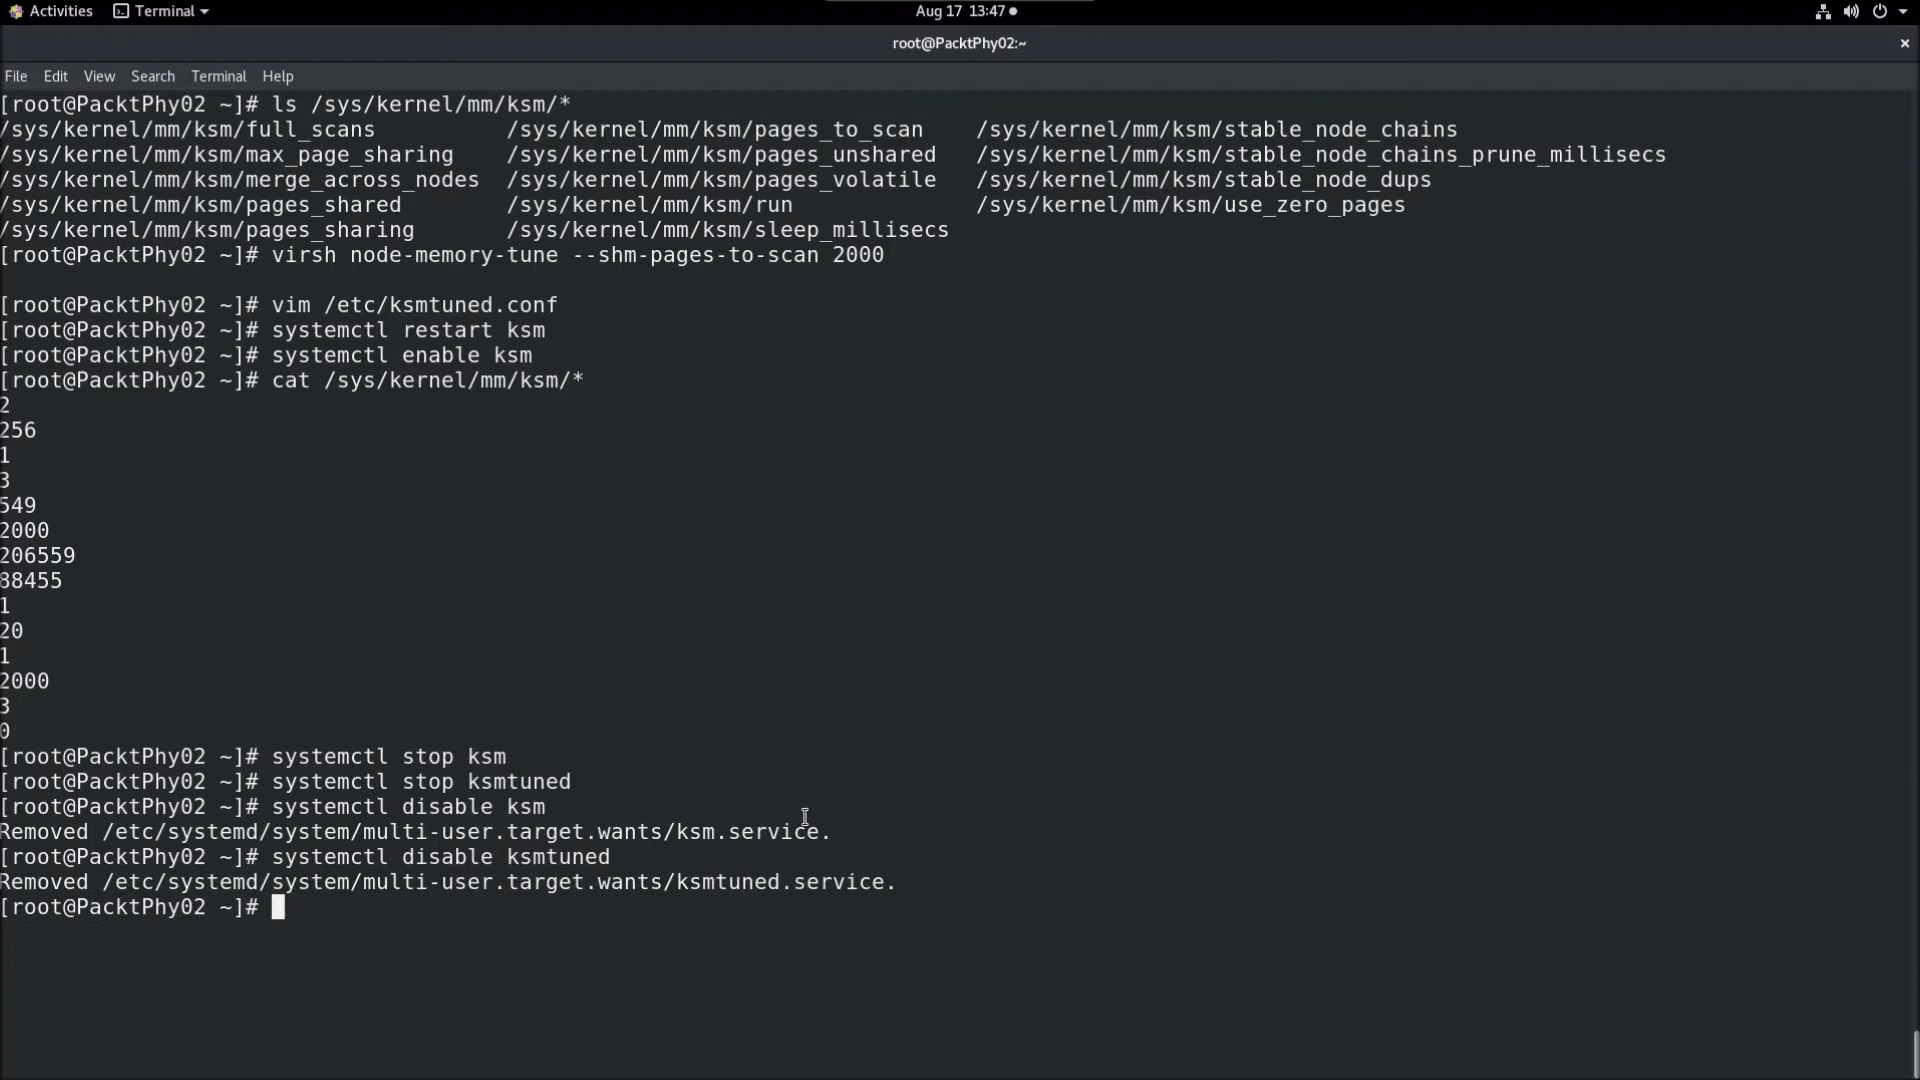 Activities Terminal Aug 17 13:47
root@PacktPhy02:~ ×
File Edit View Search Terminal Help
[root@PacktPhy02 ~]# ls /sys/kernel/mm/ksm/*
/sys/kernel/mm/ksm/full_scans /sys/kernel/mm/ksm/pages_to_scan /sys/kernel/mm/ksm/stable_node_chains
/sys/kernel/mm/ksm/max_page_sharing /sys/kernel/mm/ksm/pages_unshared /sys/kernel/mm/ksm/stable_node_chains_prune_millisecs
/sys/kernel/mm/ksm/merge_across_nodes /sys/kernel/mm/ksm/pages_volatile /sys/kernel/mm/ksm/stable_node_dups
/sys/kernel/mm/ksm/pages_shared /sys/kernel/mm/ksm/run /sys/kernel/mm/ksm/use_zero_pages
/sys/kernel/mm/ksm/pages_sharing /sys/kernel/mm/ksm/sleep_millisecs
[root@PacktPhy02 ~]# virsh node-memory-tune --shm-pages-to-scan 2000
[root@PacktPhy02 ~]# vim /etc/ksmtuned.conf
[root@PacktPhy02 ~]# systemctl restart ksm
[root@PacktPhy02 ~]# systemctl enable ksm
[root@PacktPhy02 ~]# cat /sys/kernel/mm/ksm/*
2
256
1
3
549
2000
206559
88455
1
20
1
2000
3
0
[root@PacktPhy02 ~]# systemctl stop ksm
[root@PacktPhy02 ~]# systemctl stop ksmtuned
[root@PacktPhy02 ~]# systemctl disable ksm
Removed /etc/systemd/system/multi-user.target.wants/ksm.service.
[root@PacktPhy02 ~]# systemctl disable ksmtuned
Removed /etc/systemd/system/multi-user.target.wants/ksmtuned.service.
[root@PacktPhy02 ~]#